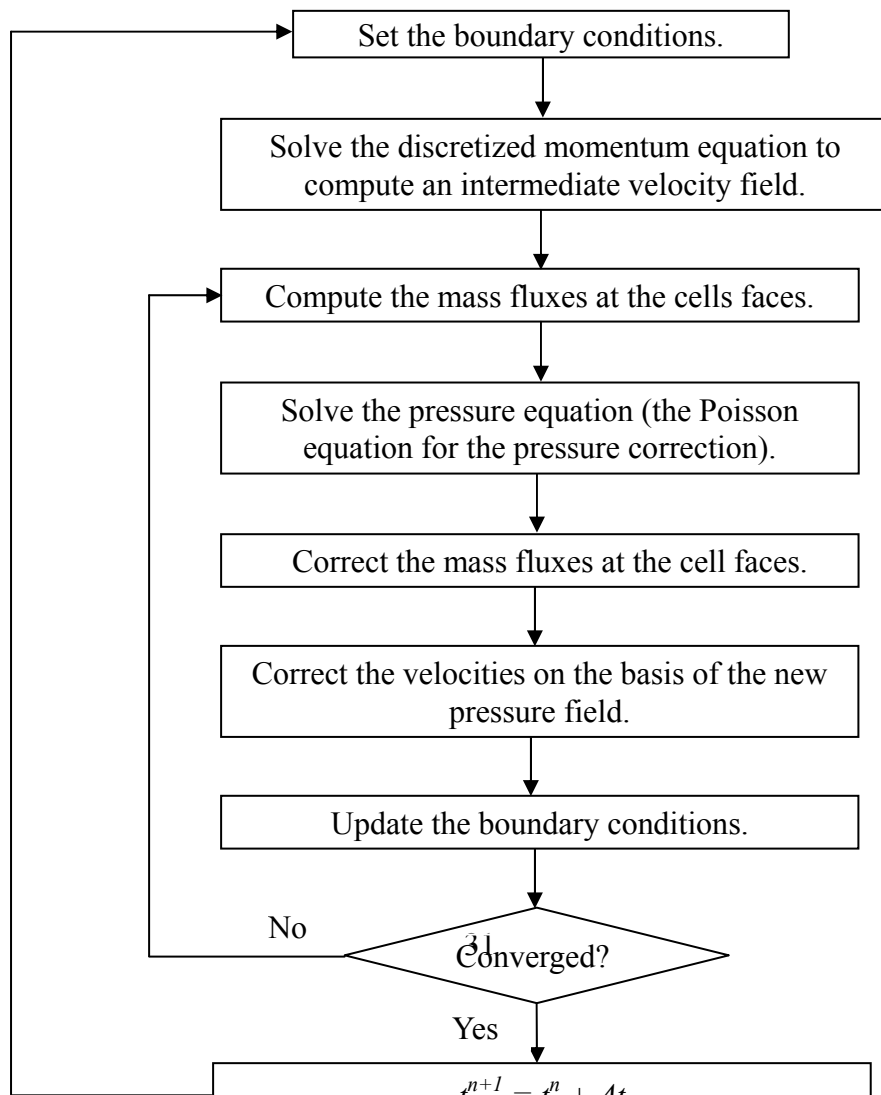 Set the boundary conditions.
Solve the discretized momentum equation to
compute an intermediate velocity field.
Compute the mass fluxes at the cells faces.
Solve the pressure equation (the Poisson
equation for the pressure correction).
Correct the mass fluxes at the cell faces.
Correct the velocities on the basis of the new
pressure field.
Update the boundary conditions.
No
31
Converged?
Yes
t^{n+1} = t^n + Δt